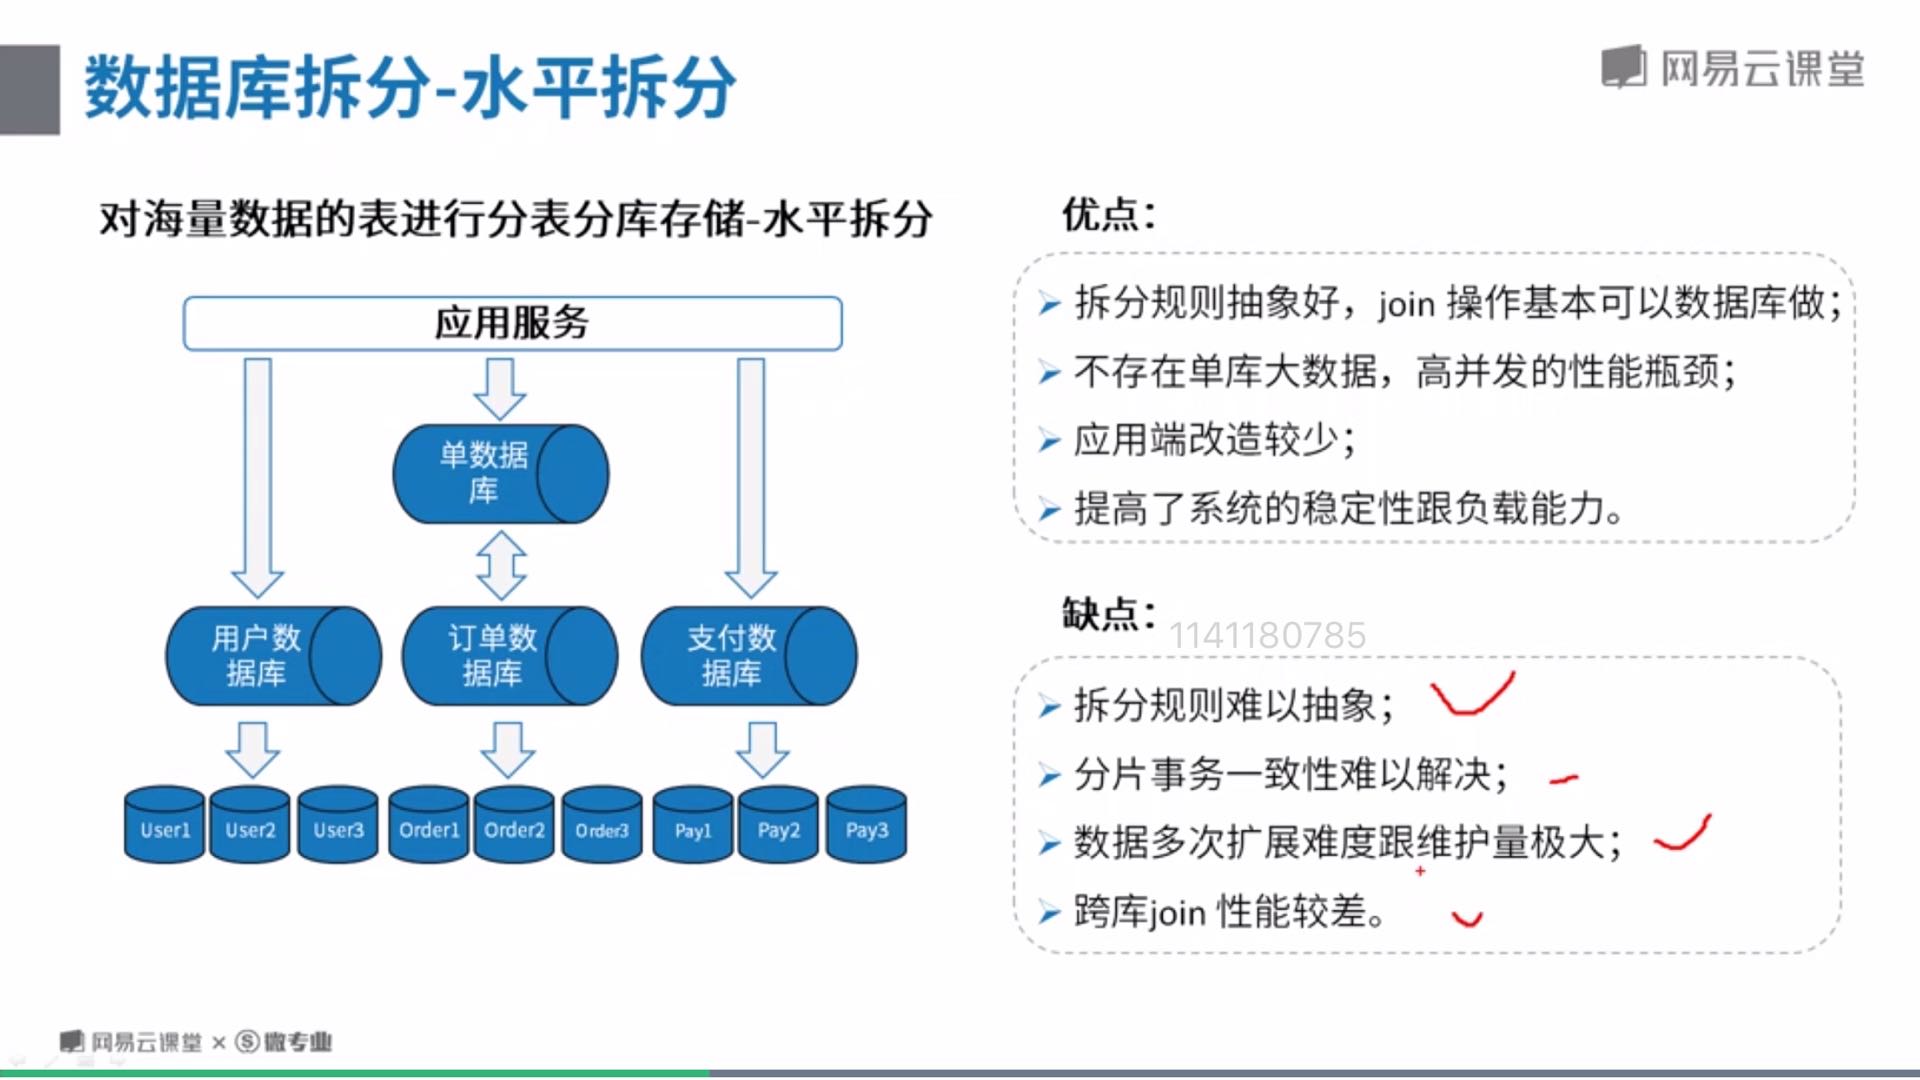 数据库拆分-水平拆分
网易云课堂
对海量数据的表进行分表分库存储-水平拆分
应用服务
单数据
库
用户数
据库
订单数
据库
支付数
据库
User1 User2 User3 Order1 Order2 Order3 Pay1 Pay2 Pay3
优点：
拆分规则抽象好，join 操作基本可以数据库做；
不存在单库大数据，高并发的性能瓶颈；
应用端改造较少；
提高了系统的稳定性跟负载能力。
缺点：
1141180785
拆分规则难以抽象；
分片事务一致性难以解决；
数据多次扩展难度跟维护量极大；
跨库join 性能较差。
网易云课堂 × Ⓢ微专业